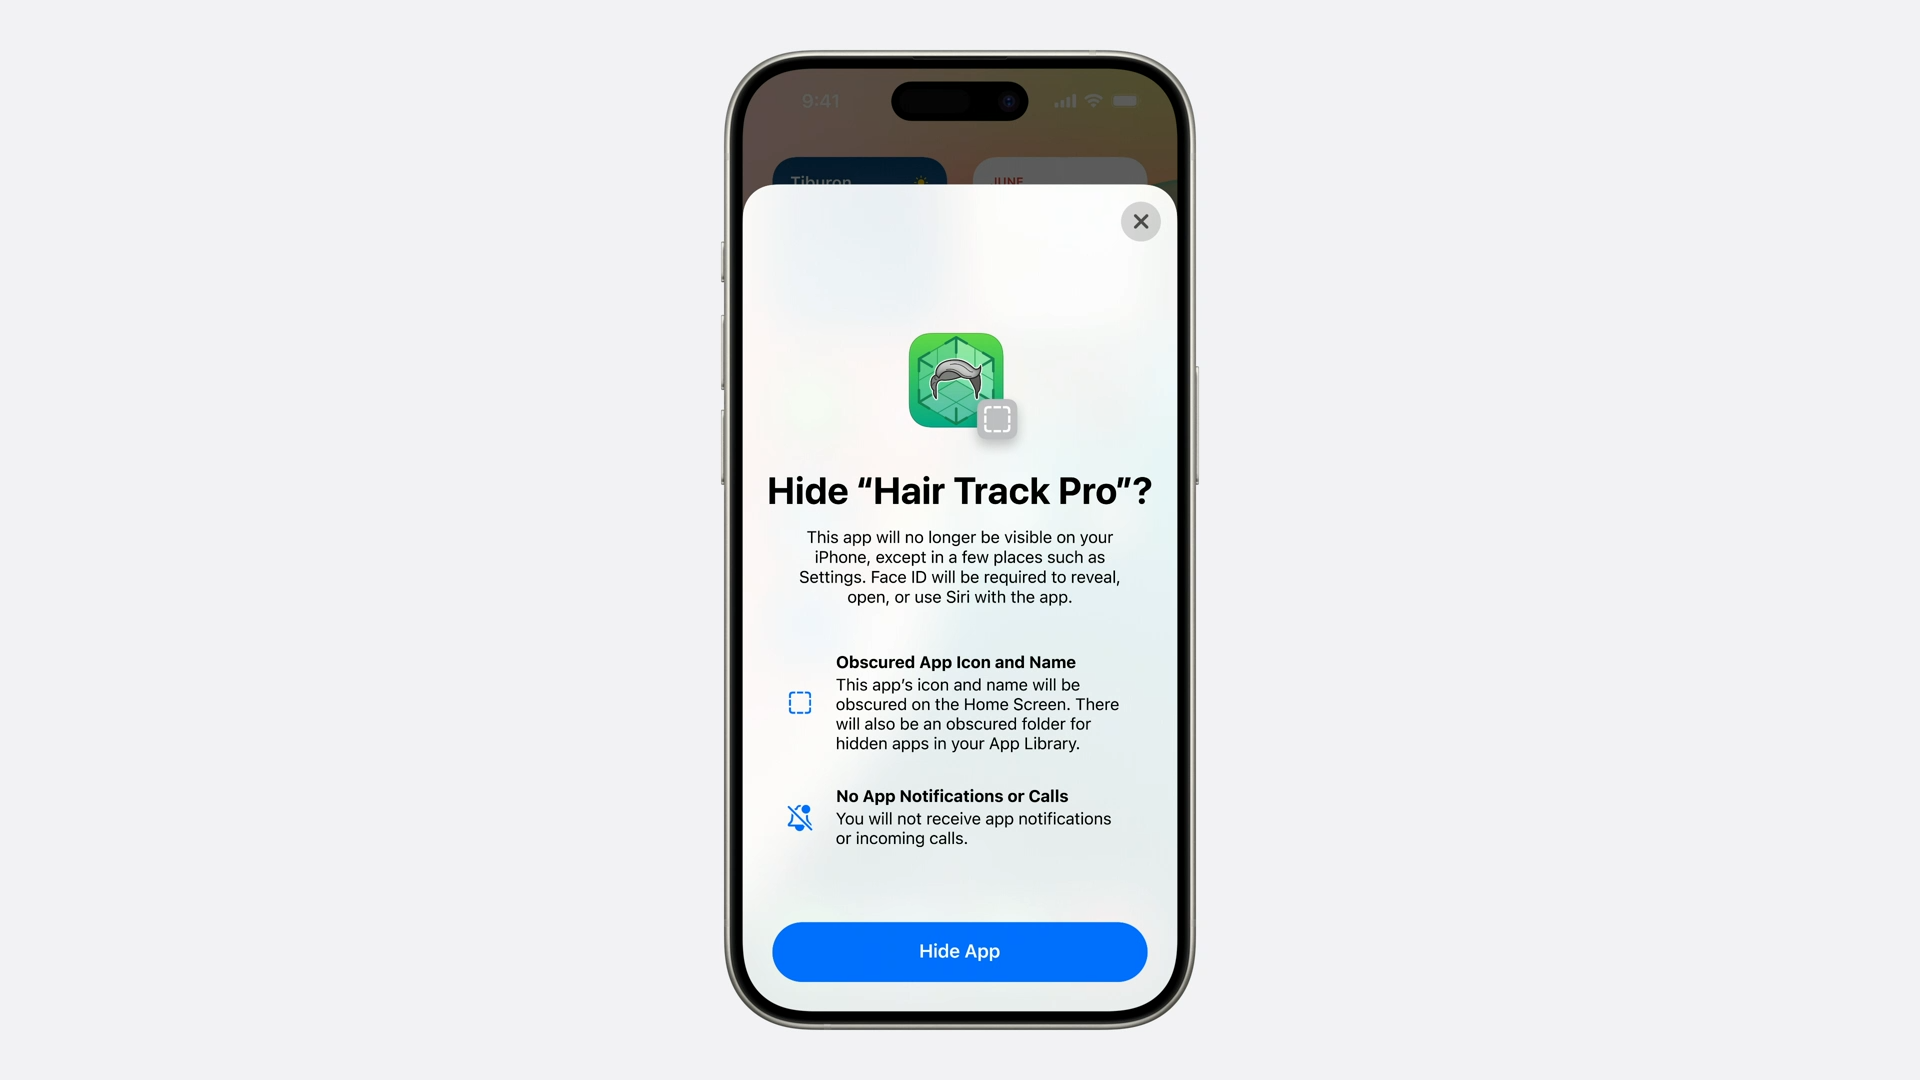 9:41
Tiburon
JUNE
Hide “Hair Track Pro”?
This app will no longer be visible on your
iPhone, except in a few places such as
Settings. Face ID will be required to reveal,
open, or use Siri with the app.
Obscured App Icon and Name
This app’s icon and name will be
obscured on the Home Screen. There
will also be an obscured folder for
hidden apps in your App Library.
No App Notifications or Calls
You will not receive app notifications
or incoming calls.
Hide App